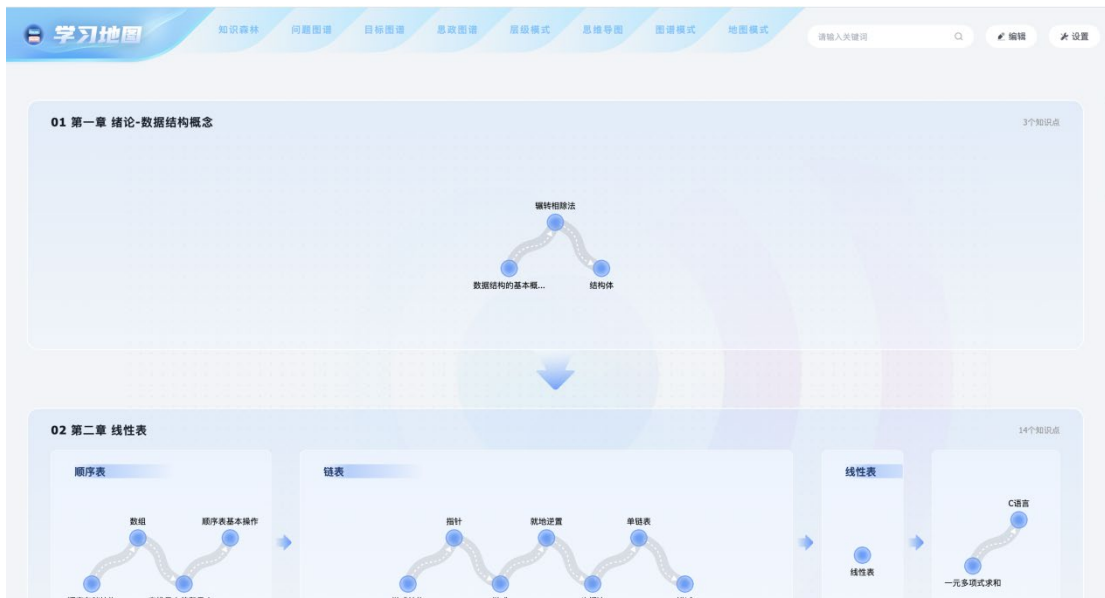 学习地图
知识森林 问题图谱 目标图谱 思政图谱 层级模式 思维导图 图谱模式 地图模式
请输入关键词
编辑
设置
01 第一章 绪论-数据结构概念
3个知识点
辗转相除法
数据结构的基本概...
结构体
02 第二章 线性表
14个知识点
顺序表
数组
顺序表基本操作
链表
指针
就地逆置
单链表
线性表
线性表
C语言
一元多项式求和